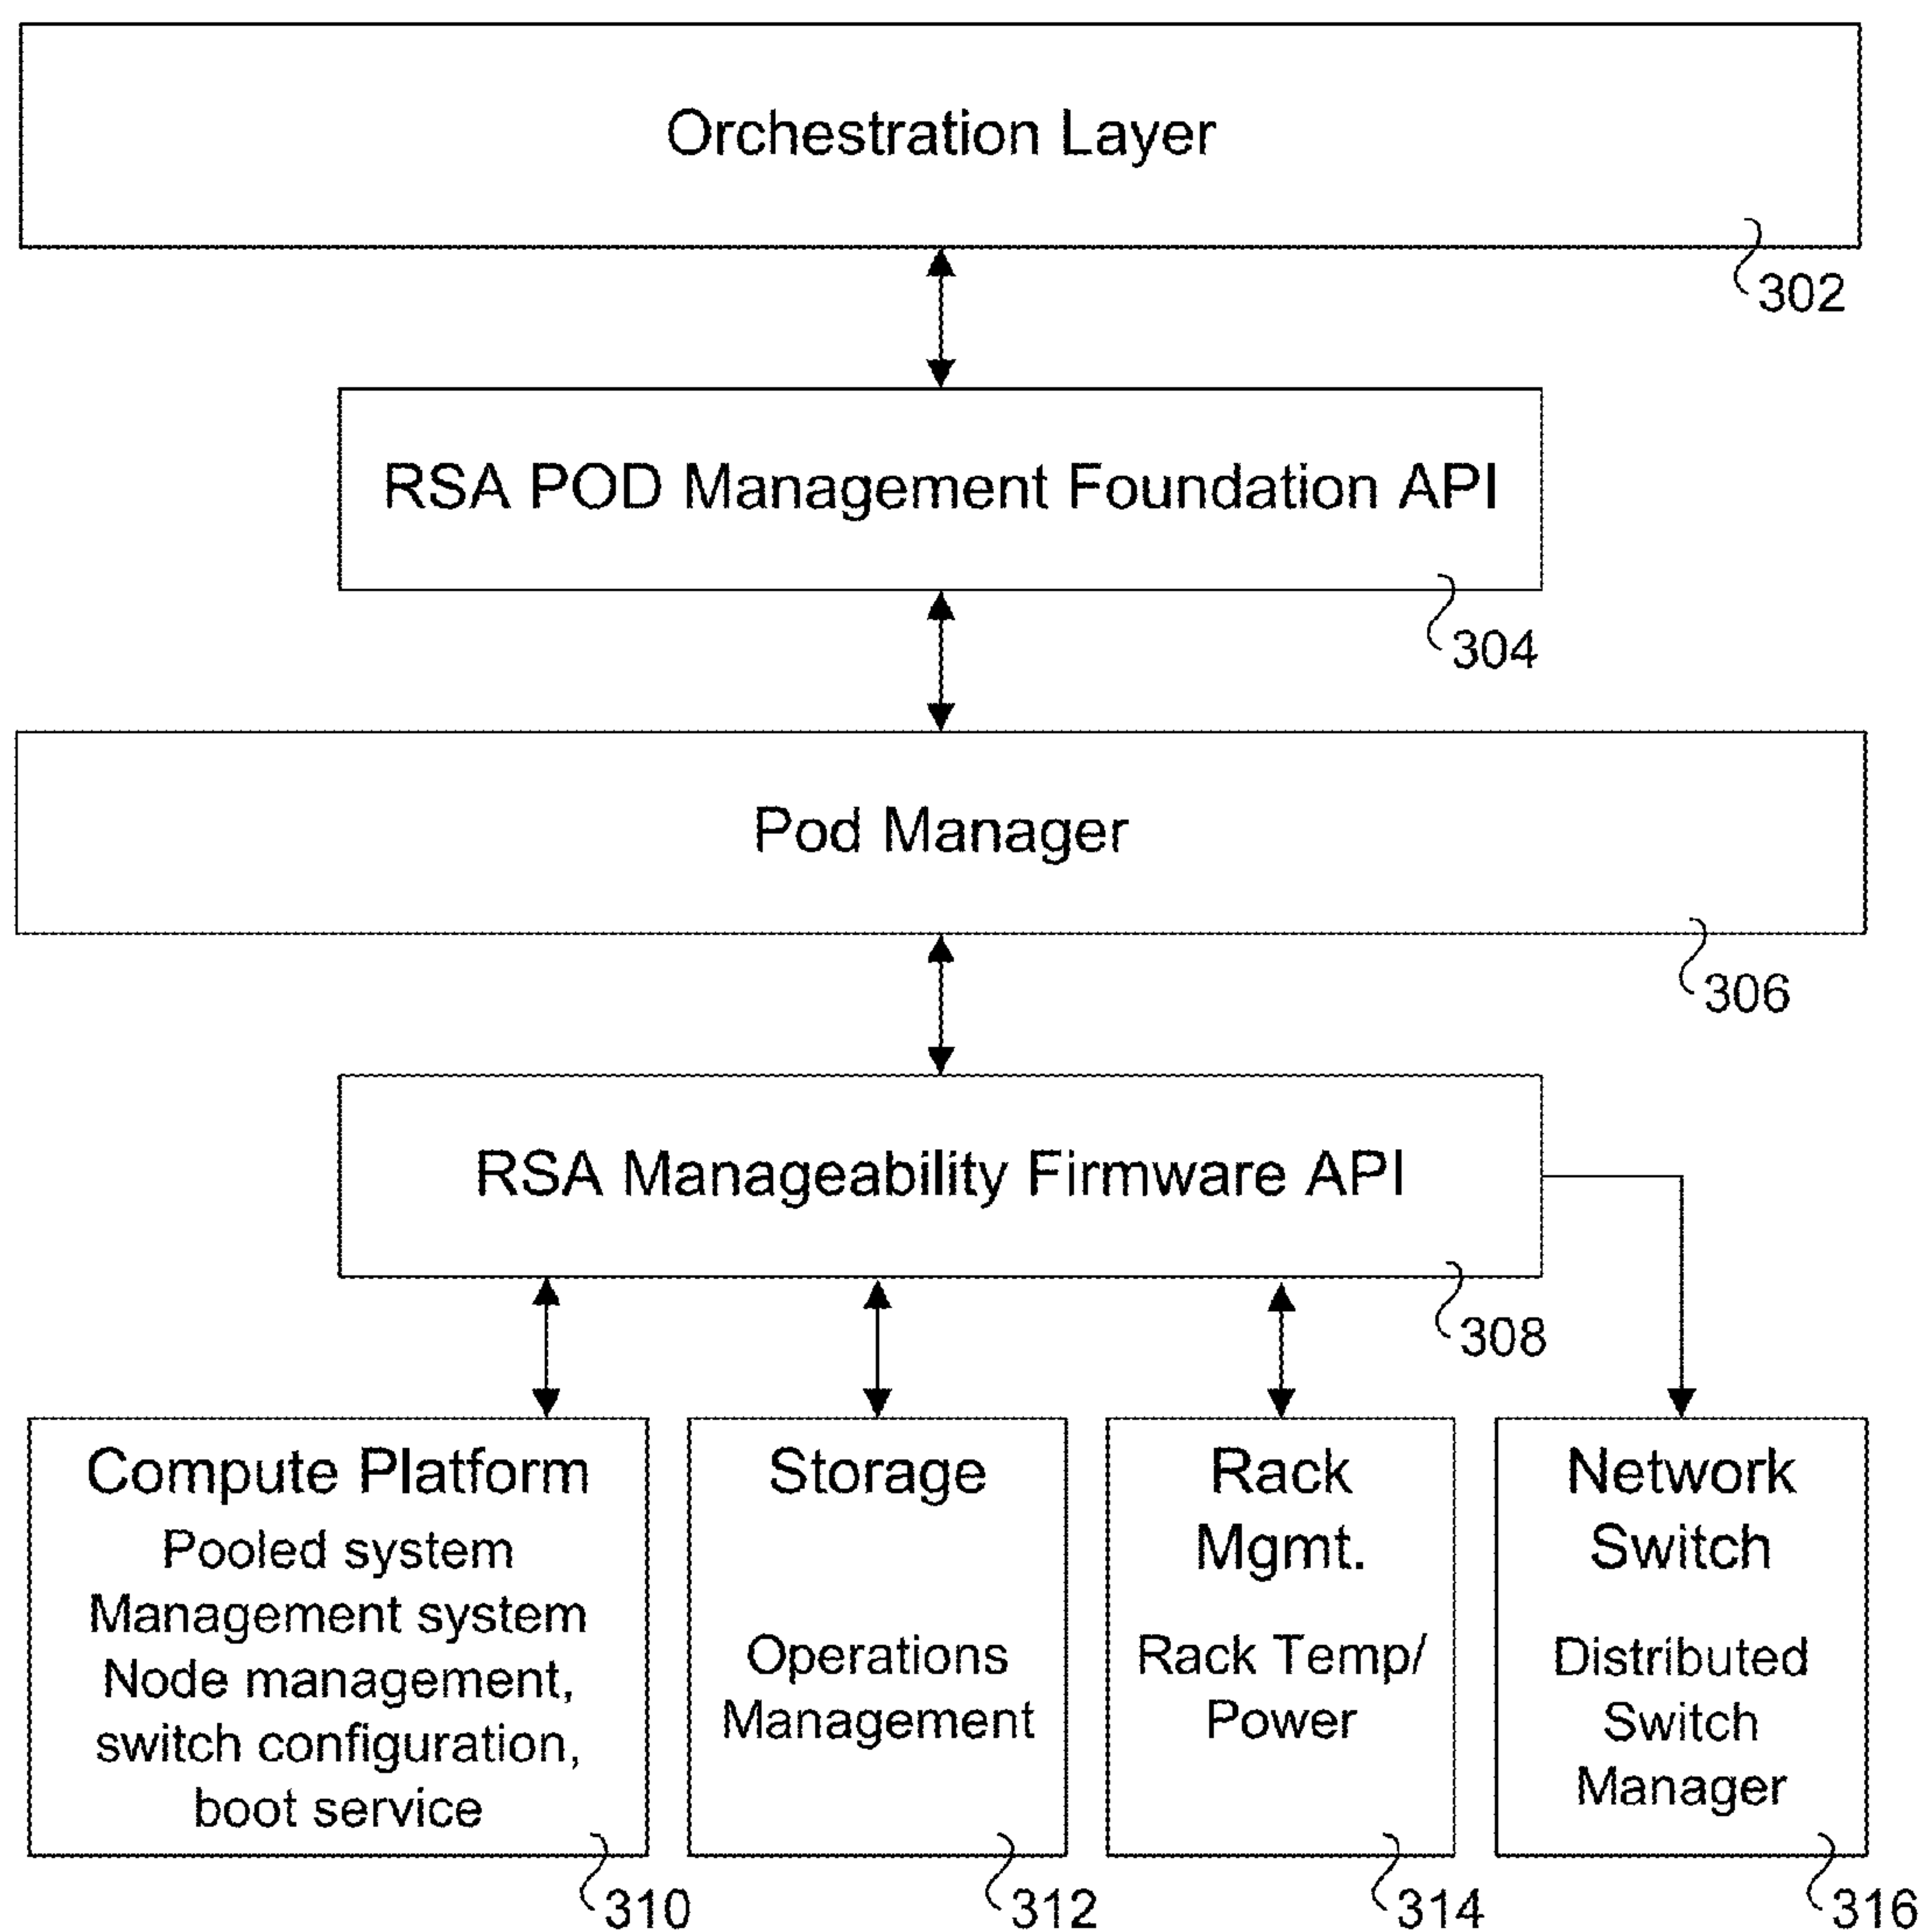 Orchestration Layer
302
RSA POD Management Foundation API
304
Pod Manager
306
RSA Manageability Firmware API
308
Compute Platform
Pooled system
Management system
Node management,
switch configuration,
boot service
310
Storage
Operations
Management
312
Rack
Mgmt.
Rack Temp/
Power
314
Network
Switch
Distributed
Switch
Manager
316